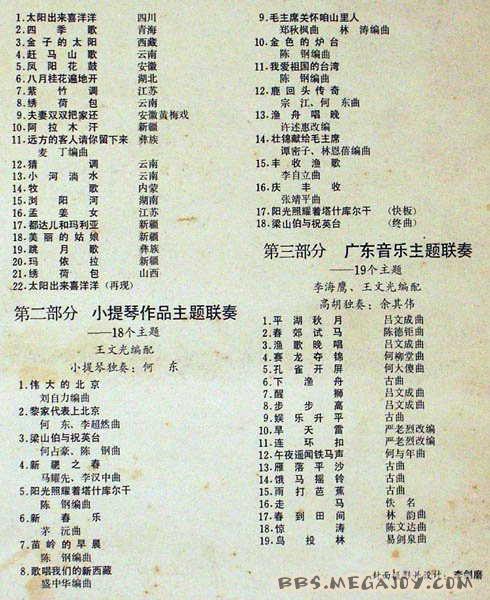 1.太阳出来喜洋洋 四川
2.四季歌 青海
3.金子的太阳 西藏
4.赶马山歌 云南
5.凤阳花鼓 安徽
6.八月桂花遍地开 湖北
7.紫竹调 江苏
8.绣荷包 云南
9.夫妻双双把家还 安徽黄梅戏
10.阿拉木汗 新疆
11.远方的客人请你留下来 彝族
麦丁编曲
12.猜调 云南
13.小河淌水 云南
14.牧歌 内蒙
15.浏阳河 湖南
16.孟姜女 江苏
17.都达儿和玛利亚 新疆
18.美丽的姑娘 新疆
19.跳月歌 彝族
20.玛依拉 新疆
21.绣荷包 山西
22.太阳出来喜洋洋(再现)
第二部分 小提琴作品主题联奏
——18个主题
王文光编配
小提琴独奏:何东
1.伟大的北京
刘自力编曲
2.黎家代表上北京
何东、李超然曲
3.梁山伯与祝英台
何占豪、陈钢曲
4.新疆之春
马耀先、李汉中曲
5.阳光照耀着塔什库尔干
陈钢编曲
6.新春乐
茅沅曲
7.苗岭的早晨
陈钢编曲
8.歌唱我们的新西藏
盛中华编曲
9.毛主席关怀咱山里人
郑秋枫曲 林涛编曲
10.金色的炉台
陈钢编曲
11.我爱祖国的台湾
陈钢编曲
12.鹿回头传奇
宗江、何东曲
13.渔舟唱晚
许述惠改编
14.壮锦献给毛主席
谭密子、林恩蓓编曲
15.丰收渔歌
李自立曲
16.庆丰收
张靖平曲
17.阳光照耀着塔什库尔干(快板)
18.梁山伯与祝英台(终曲)
第三部分 广东音乐主题联奏
——19个主题
李海鹰、王文光编配
高胡独奏:余其伟
1.平湖秋月 吕文成曲
2.春郊试马 陈德钜曲
3.渔歌晚唱 吕文成曲
4.赛龙夺锦 何柳堂曲
5.孔雀开屏 何大傻曲
6.下渔舟 古曲
7.醒狮 吕文成曲
8.步步高 吕文成曲
9.娱乐升平 古曲
10.旱天雷 严老烈改编
11.连环扣 严老烈改编
12.午夜遥闻铁马声 何与年曲
13.雁落平沙 古曲
14.饿马摇铃 古曲
15.雨打芭蕉 古曲
16.走马 佚名
17.春到田间 林韵曲
18.惊涛 陈文达曲
19.鸟投林 易剑泉曲
封面摄影并设计:李剑磨
BBS.MEGAJOY.COM